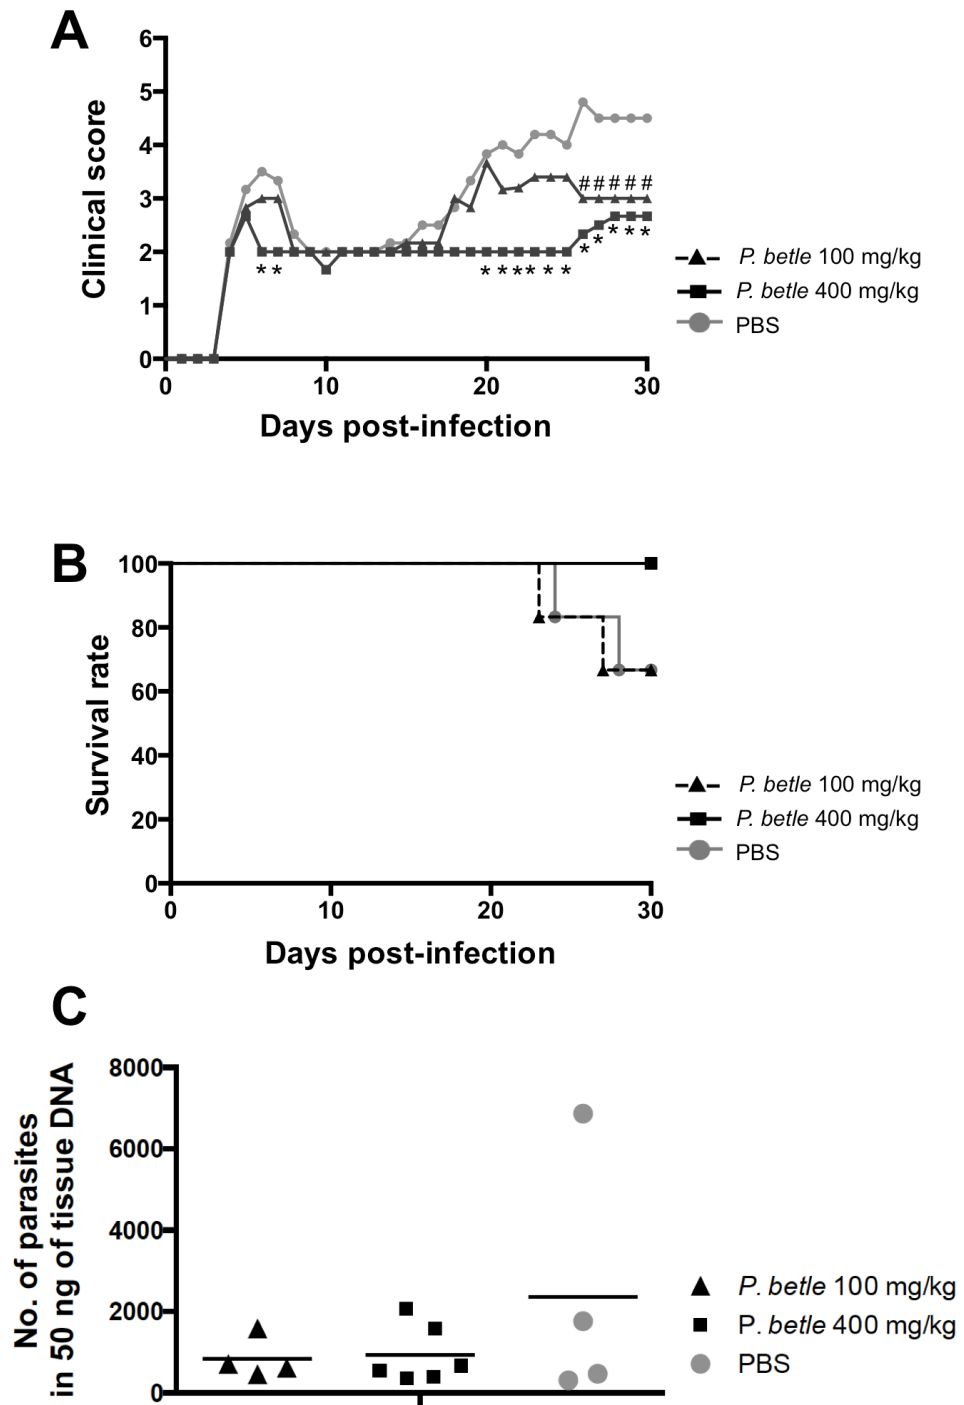 A
6
5
4
3
2
1
0
Clinical score
#####
**
******
*****
0 10 20 30
Days post-infection
P. betle 100 mg/kg
P. betle 400 mg/kg
PBS
B
100
80
60
40
20
0
Survival rate
0 10 20 30
Days post-infection
P. betle 100 mg/kg
P. betle 400 mg/kg
PBS
C
8000
6000
4000
2000
0
No. of parasites
in 50 ng of tissue DNA
P. betle 100 mg/kg
P. betle 400 mg/kg
PBS